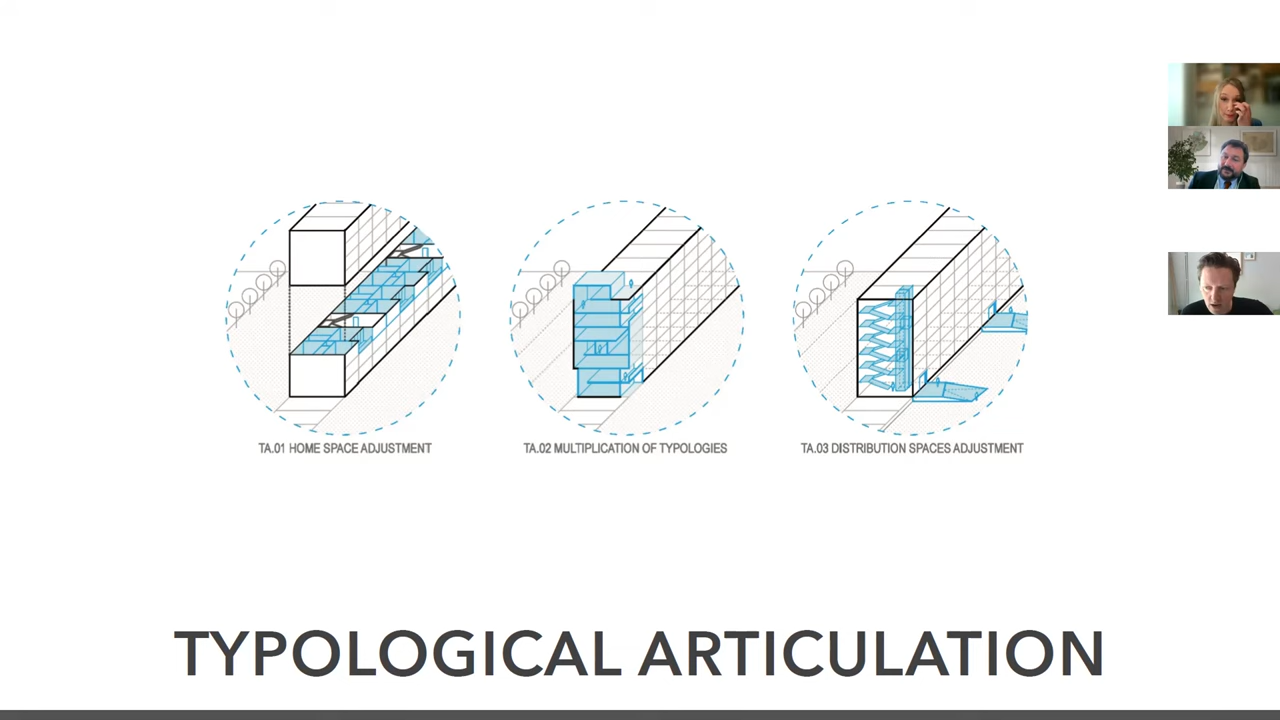 TA.01 HOME SPACE ADJUSTMENT
TA.02 MULTIPLICATION OF TYPOLOGIES
TA.03 DISTRIBUTION SPACES ADJUSTMENT
TYPOLOGICAL ARTICULATION